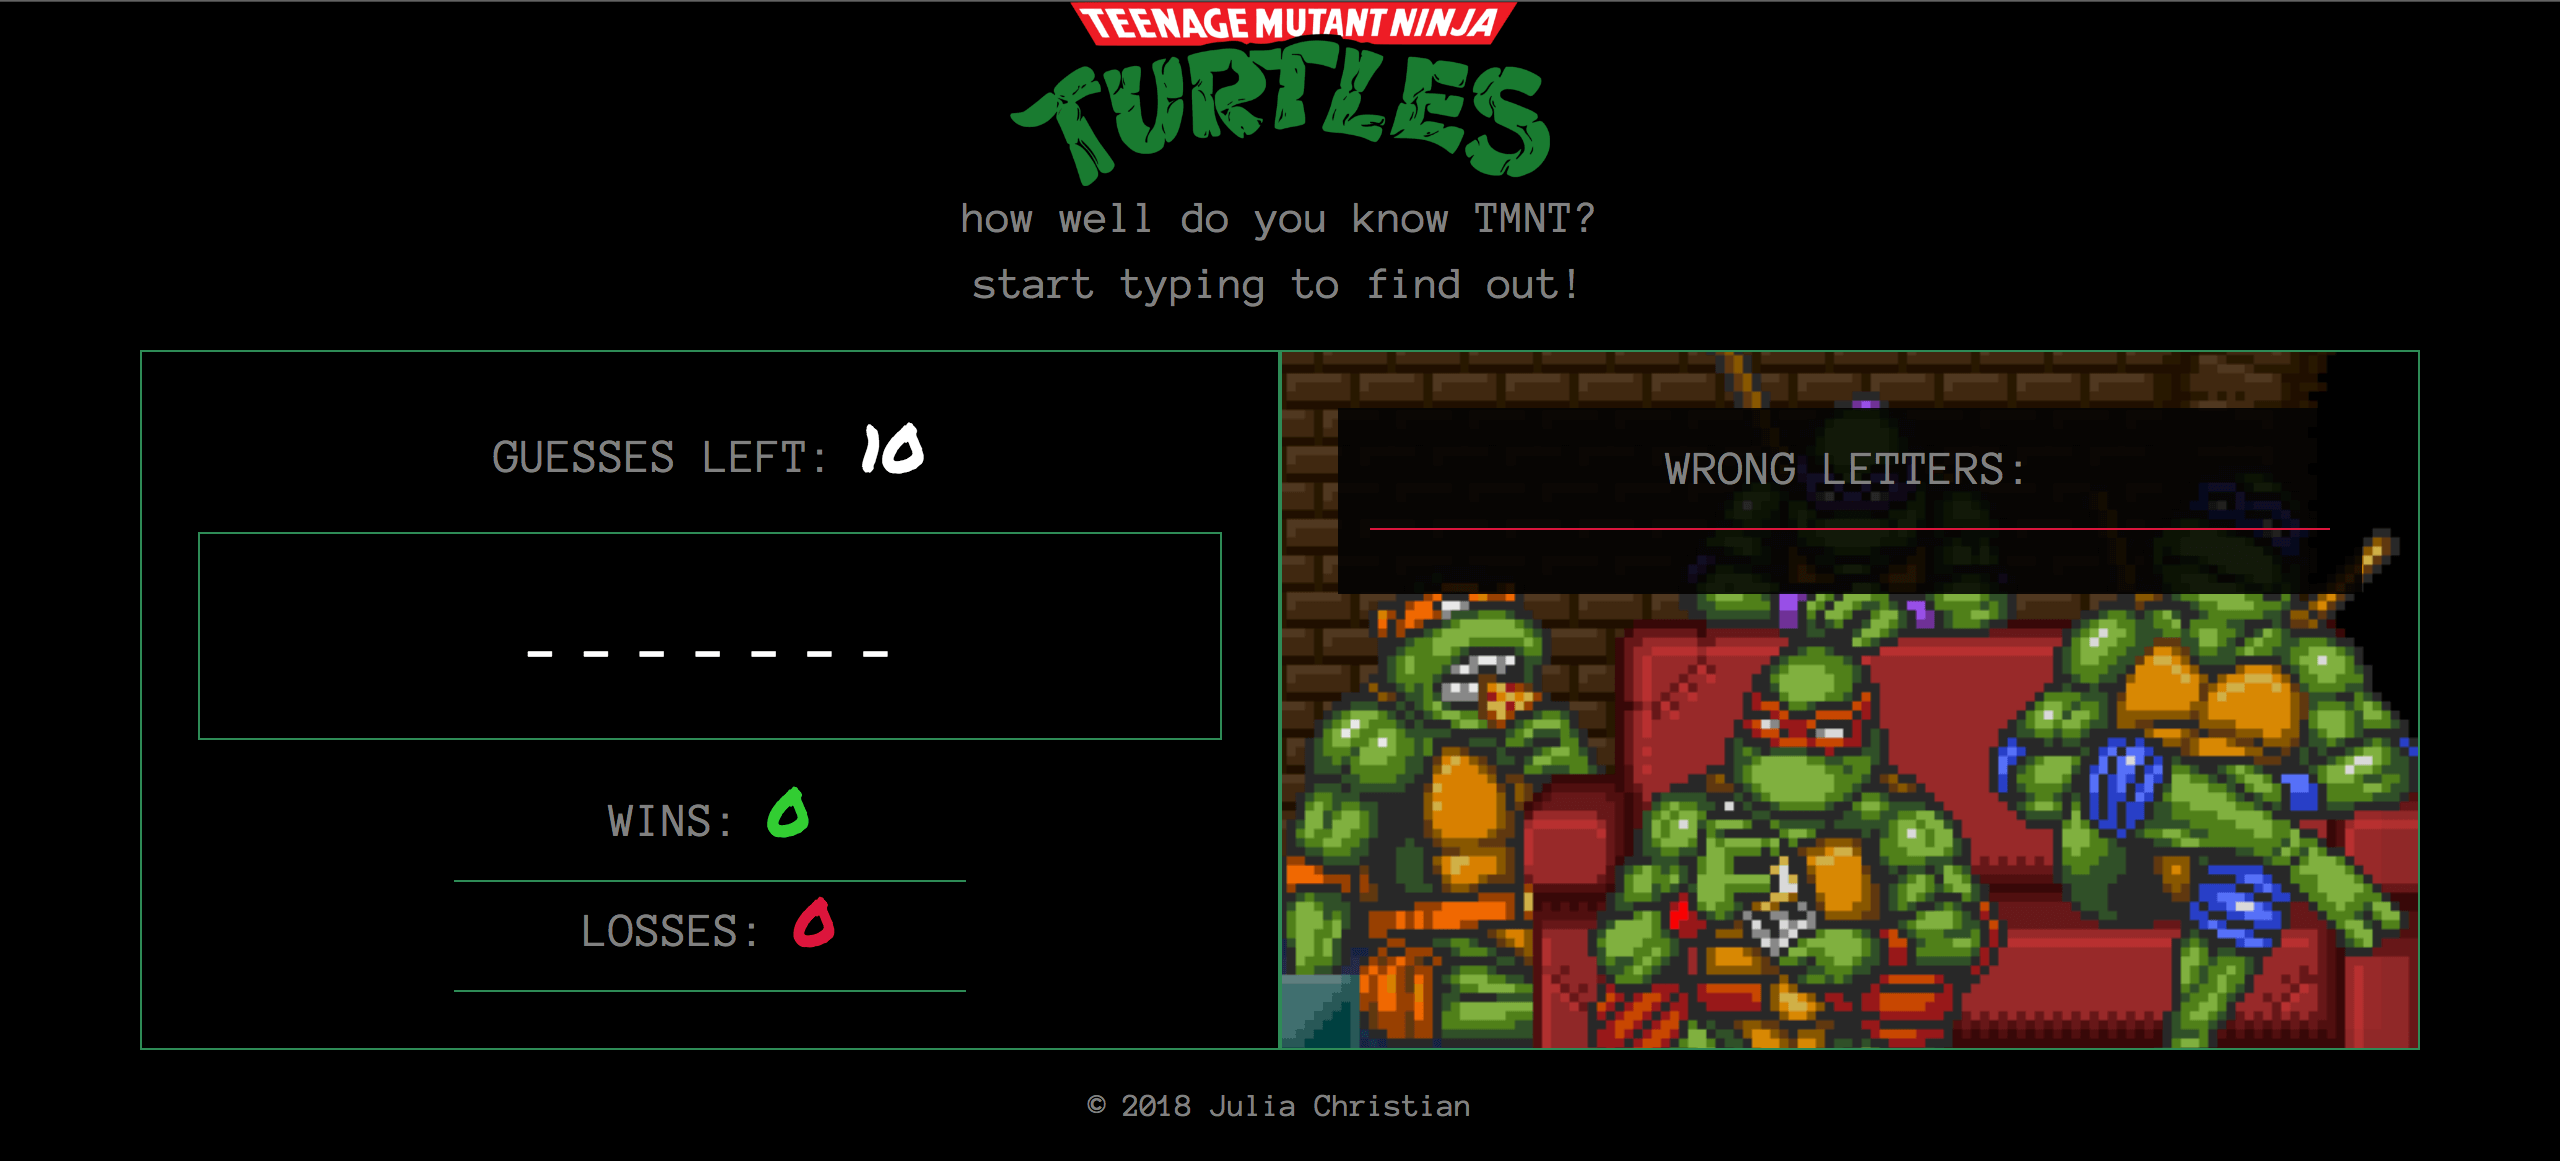 TEENAGE MUTANT NINJA
TURTLES
how well do you know TMNT?
start typing to find out!
GUESSES LEFT: 10
_ _ _ _ _ _ _
WINS: 0
LOSSES: 0
WRONG LETTERS:
© 2018 Julia Christian